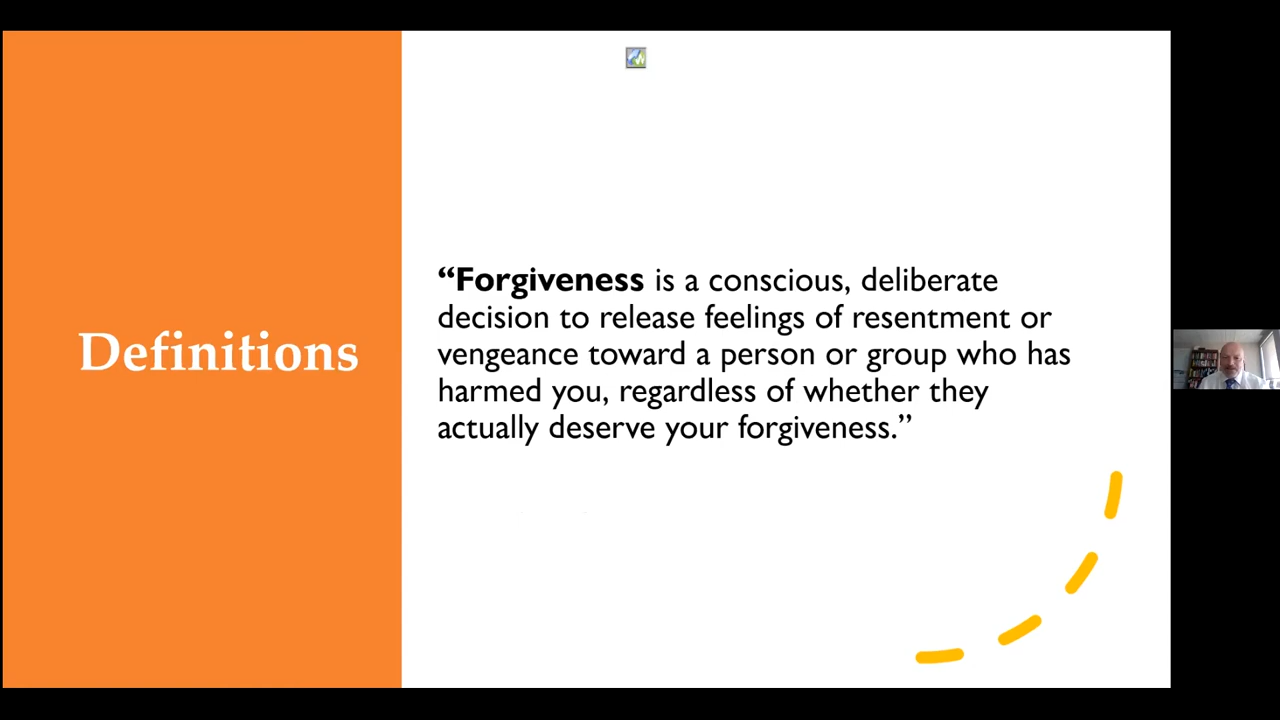 Definitions
“Forgiveness is a conscious, deliberate
decision to release feelings of resentment or
vengeance toward a person or group who has
harmed you, regardless of whether they
actually deserve your forgiveness.”